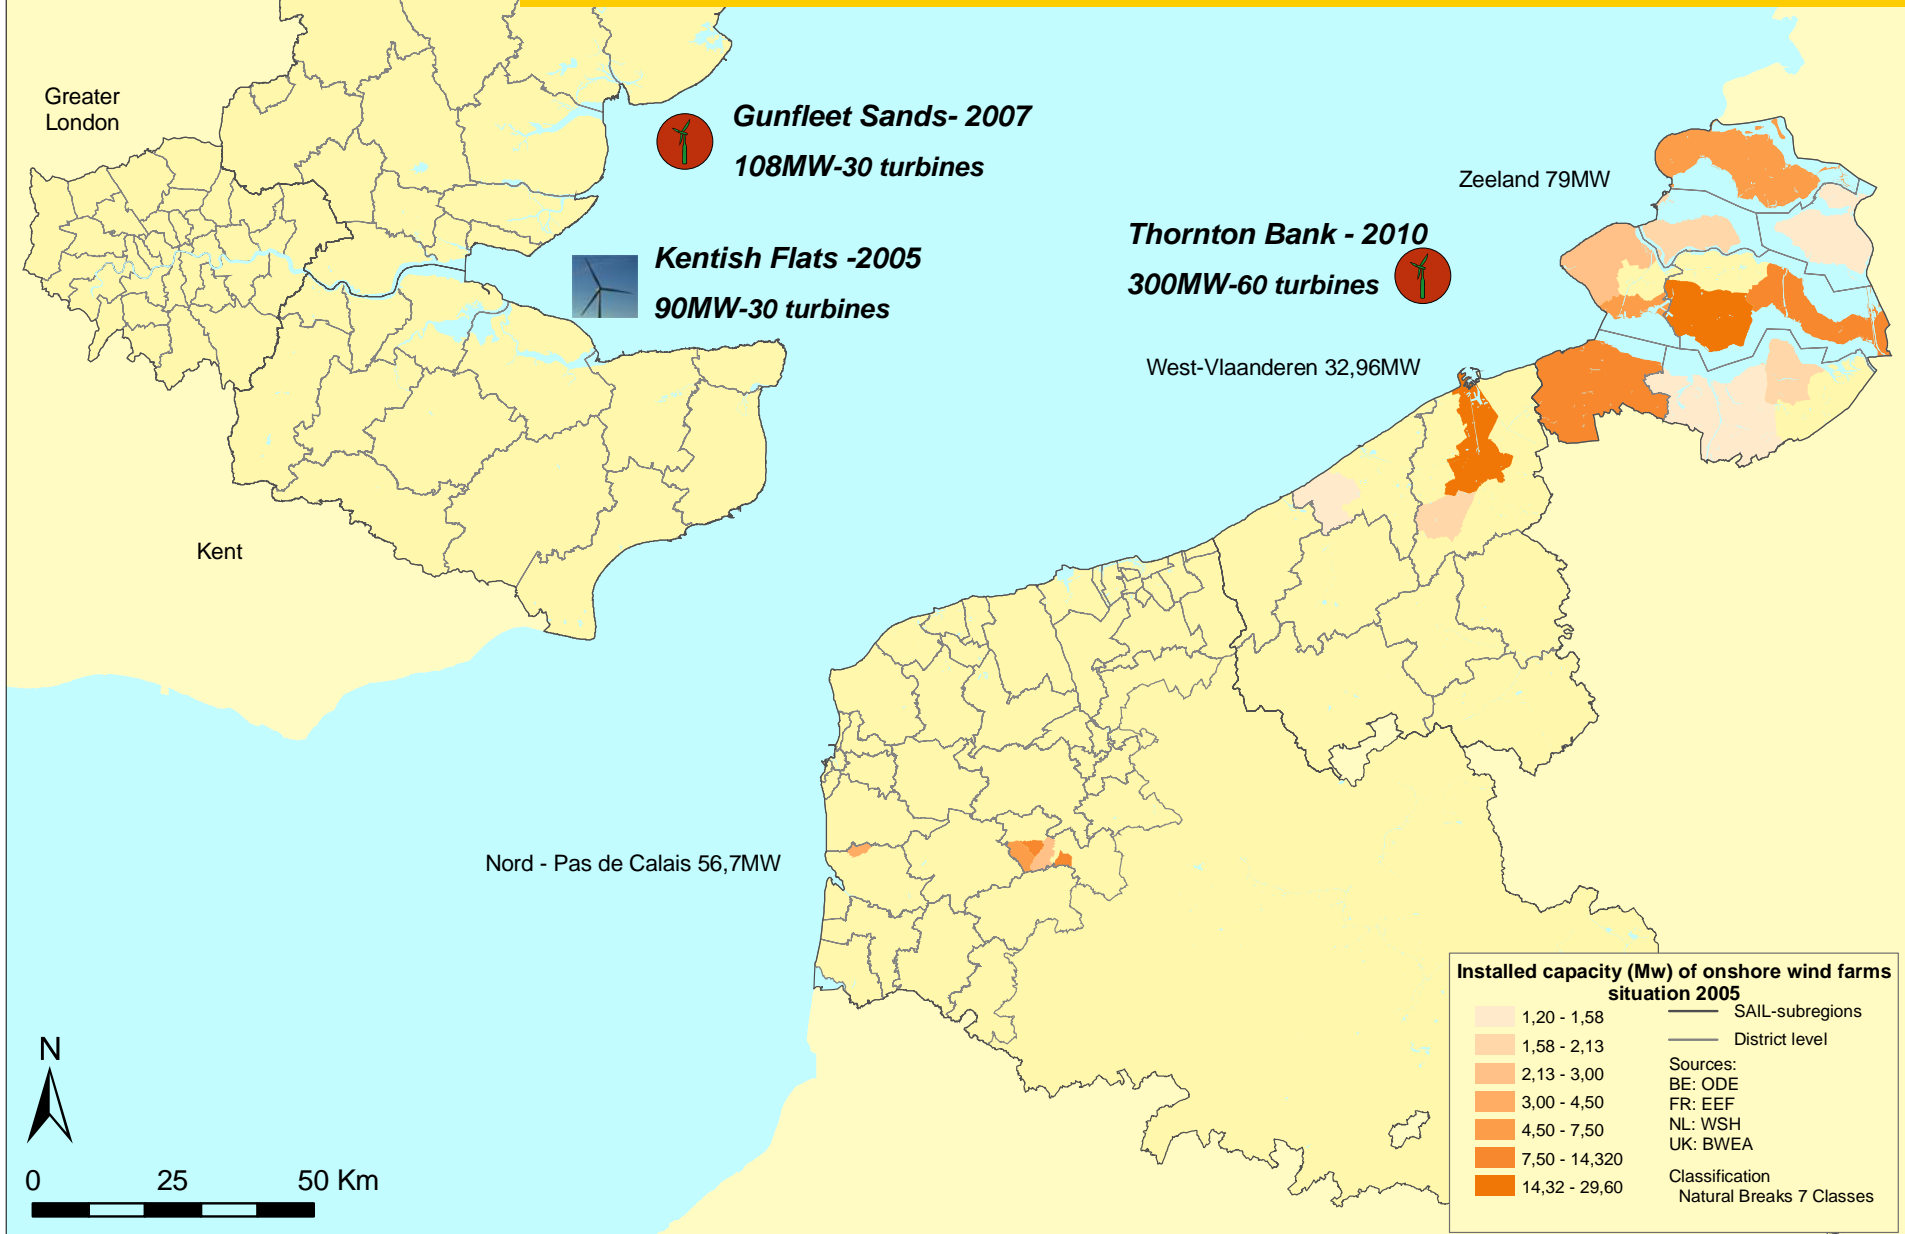 Greater
London
Gunfleet Sands- 2007
108MW-30 turbines
Zeeland 79MW
Thornton Bank - 2010
300MW-60 turbines
Kentish Flats -2005
90MW-30 turbines
West-Vlaanderen 32,96MW
Kent
Nord - Pas de Calais 56,7MW
N
0 25 50 Km
Installed capacity (Mw) of onshore wind farms
situation 2005
1,20 - 1,58
1,58 - 2,13
2,13 - 3,00
3,00 - 4,50
4,50 - 7,50
7,50 - 14,320
14,32 - 29,60
SAIL-subregions
District level
Sources:
BE: ODE
FR: EEF
NL: WSH
UK: BWEA
Classification
Natural Breaks 7 Classes